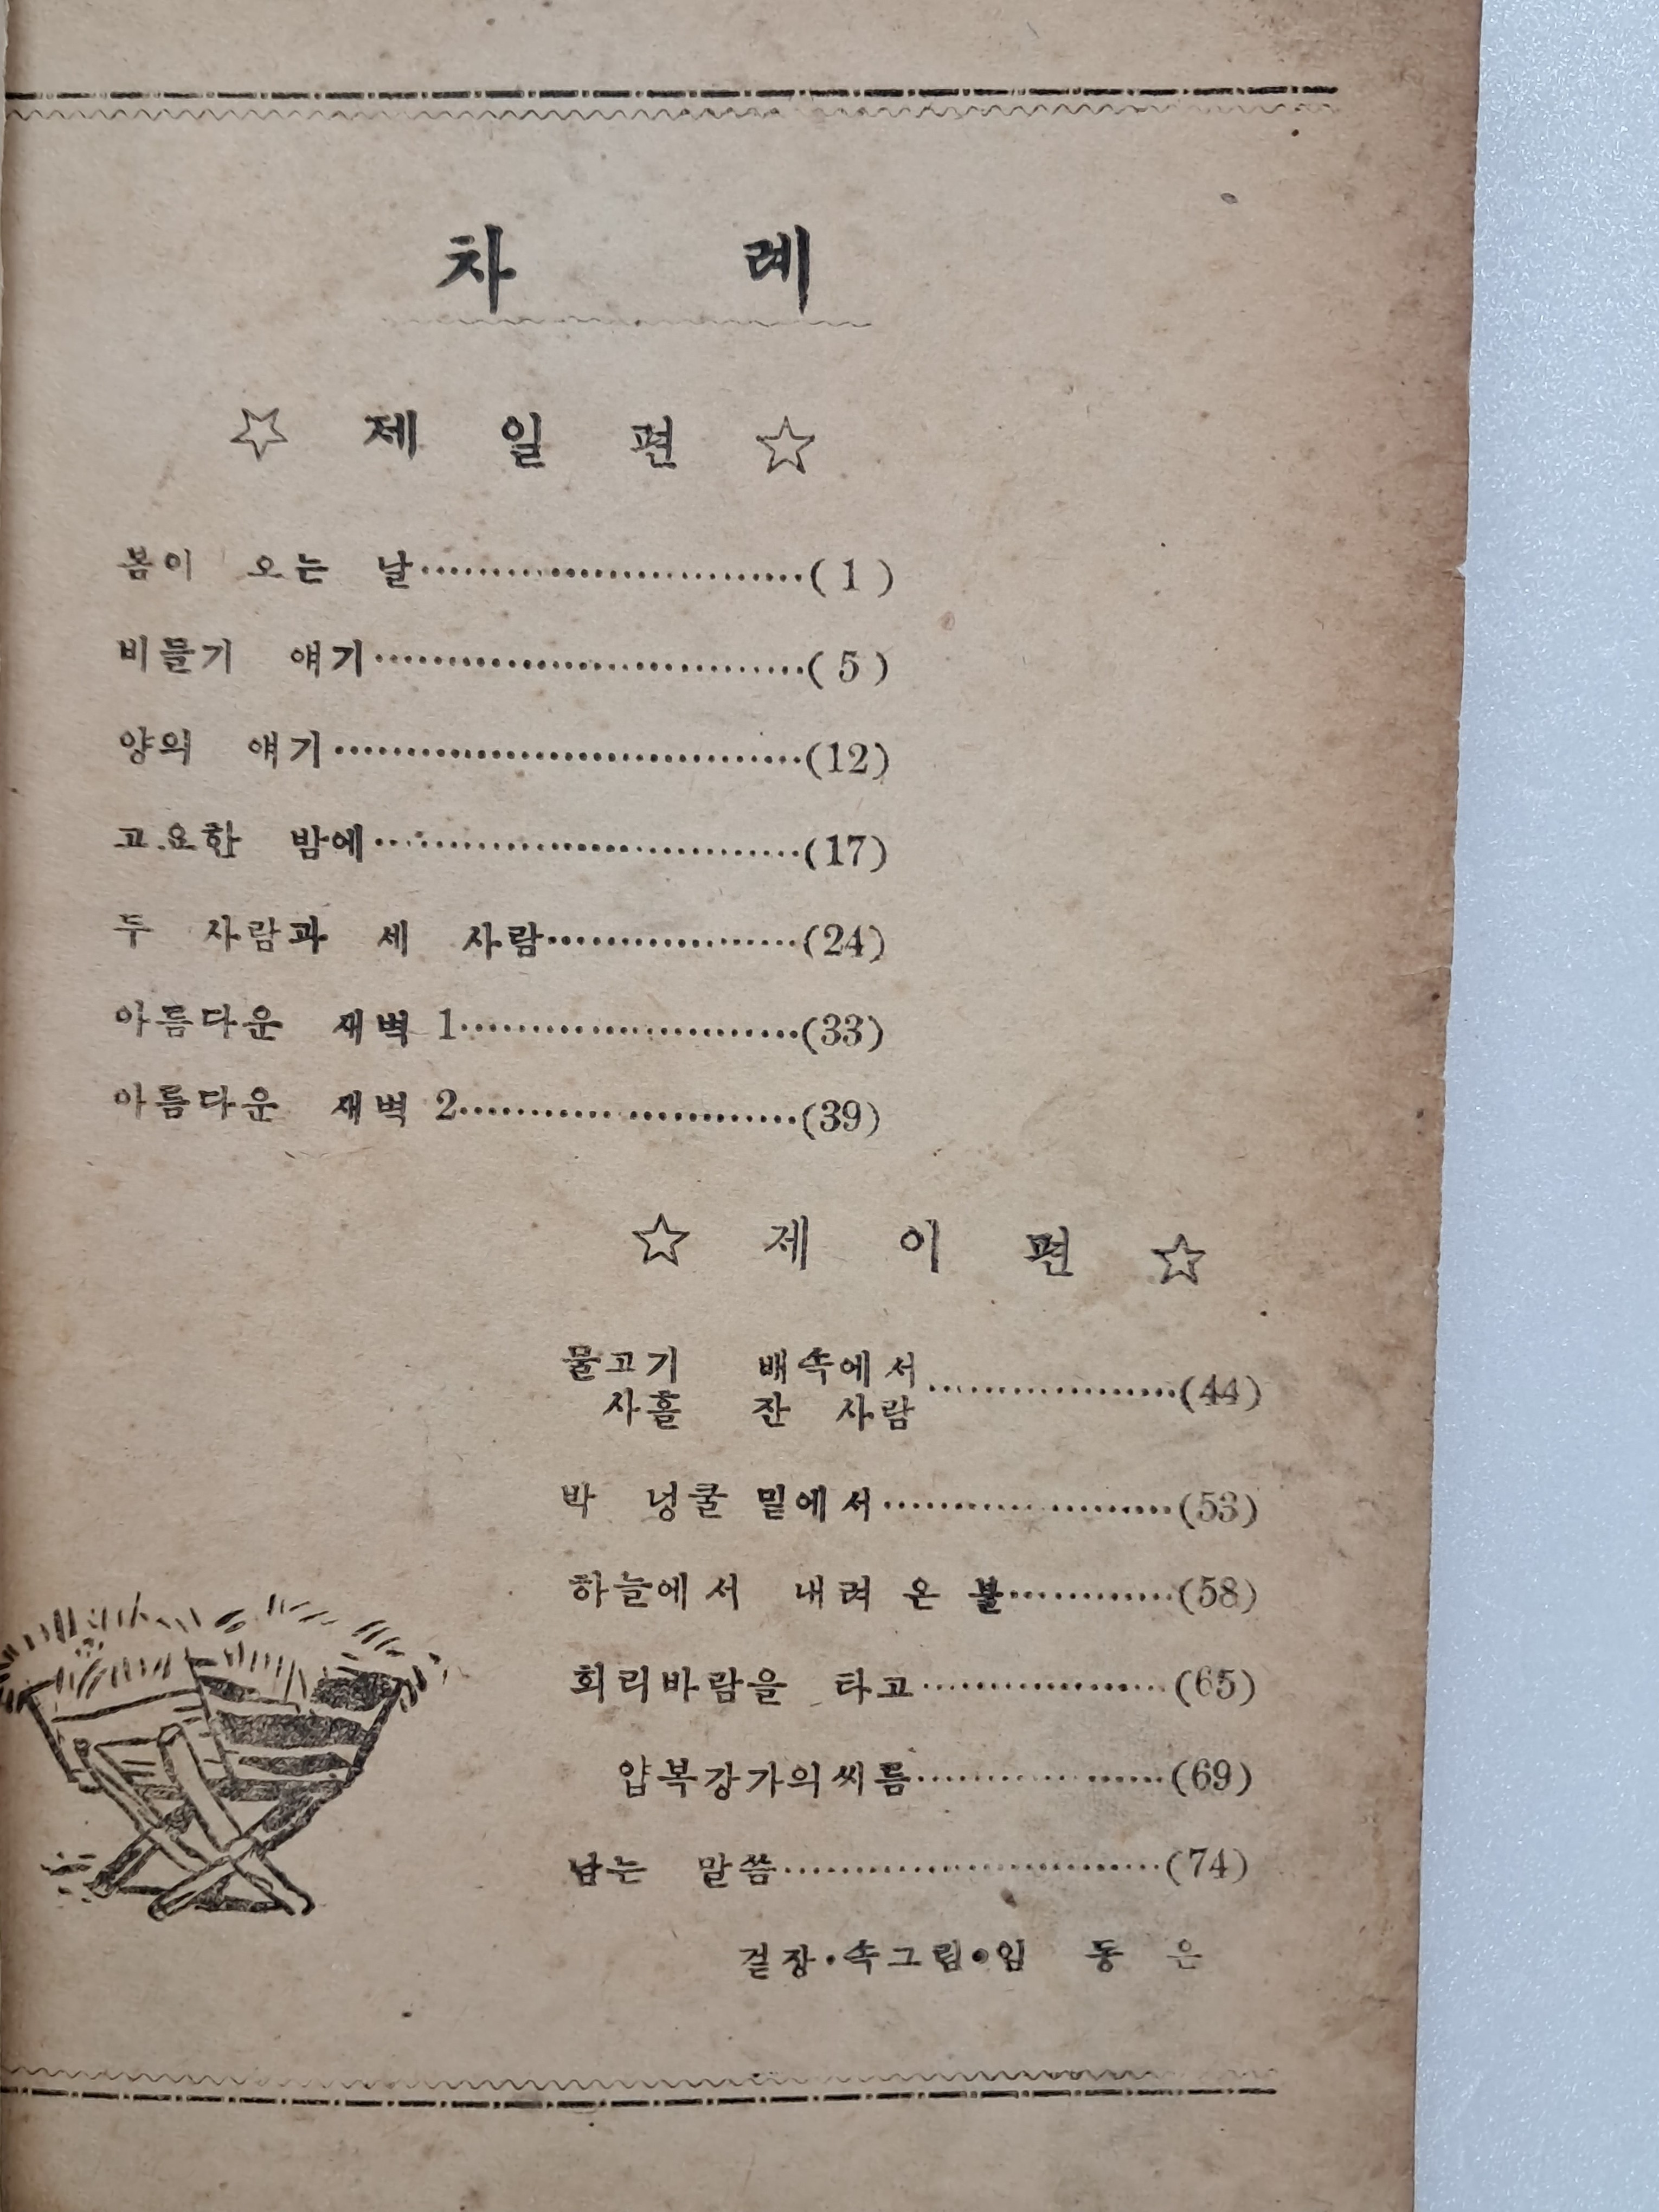 차 례
☆ 제 일 편 ☆
봄이 오는 날……………………(1)
비둘기 얘기……………………(5)
양의 얘기……………………(12)
고요한 밤에……………………(17)
두 사람과 세 사람………………(24)
아름다운 새벽 1…………………(33)
아름다운 새벽 2…………………(39)
☆ 제 이 편 ☆
물고기 배속에서
사흘 잔 사람………………(44)
박 넝쿨 밑에서………………(53)
하늘에서 내려 온 불…………(58)
회리바람을 타고………………(65)
얍복강가의씨름………………(69)
남는 말씀……………………(74)
겉장·속그림·임 동 은